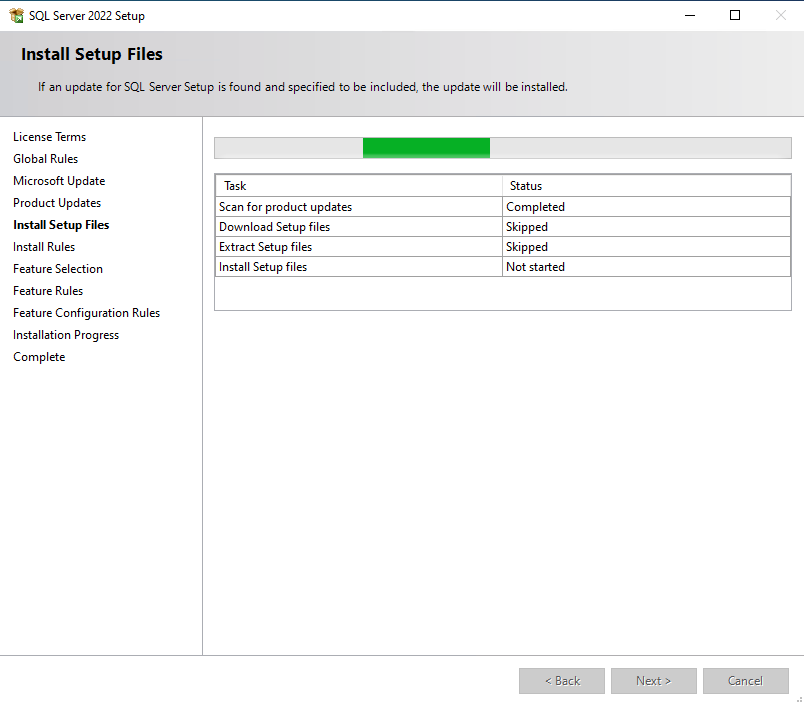 SQL Server 2022 Setup
Install Setup Files
If an update for SQL Server Setup is found and specified to be included, the update will be installed.
License Terms
Global Rules
Microsoft Update
Product Updates
Install Setup Files
Install Rules
Feature Selection
Feature Rules
Feature Configuration Rules
Installation Progress
Complete
Task Status
Scan for product updates Completed
Download Setup files Skipped
Extract Setup files Skipped
Install Setup files Not started
< Back Next > Cancel